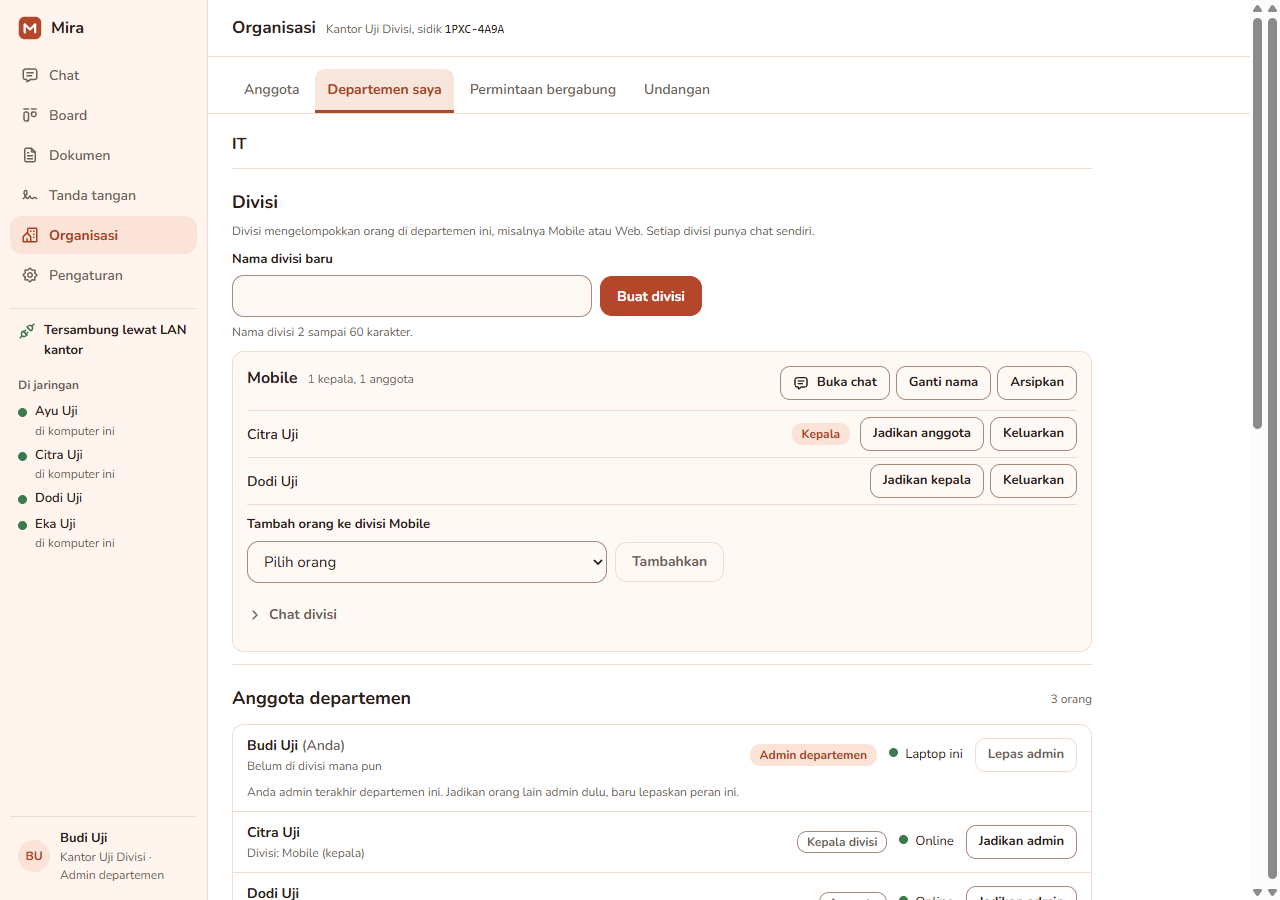 Mira
Chat
Board
Dokumen
Tanda tangan
Organisasi
Pengaturan
Tersambung lewat LAN
kantor
Di jaringan
Ayu Uji
di komputer ini
Citra Uji
di komputer ini
Dodi Uji
Eka Uji
di komputer ini
BU
Budi Uji
Kantor Uji Divisi ·
Admin departemen
Organisasi Kantor Uji Divisi, sidik 1PXC-4A9A
Anggota Departemen saya Permintaan bergabung Undangan
IT
Divisi
Divisi mengelompokkan orang di departemen ini, misalnya Mobile atau Web. Setiap divisi punya chat sendiri.
Nama divisi baru
Buat divisi
Nama divisi 2 sampai 60 karakter.
Mobile 1 kepala, 1 anggota Buka chat Ganti nama Arsipkan
Citra Uji Kepala Jadikan anggota Keluarkan
Dodi Uji Jadikan kepala Keluarkan
Tambah orang ke divisi Mobile
Pilih orang Tambahkan
Chat divisi
Anggota departemen 3 orang
Budi Uji (Anda) Admin departemen Laptop ini Lepas admin
Belum di divisi mana pun
Anda admin terakhir departemen ini. Jadikan orang lain admin dulu, baru lepaskan peran ini.
Citra Uji Kepala divisi Online Jadikan admin
Divisi: Mobile (kepala)
Dodi Uji